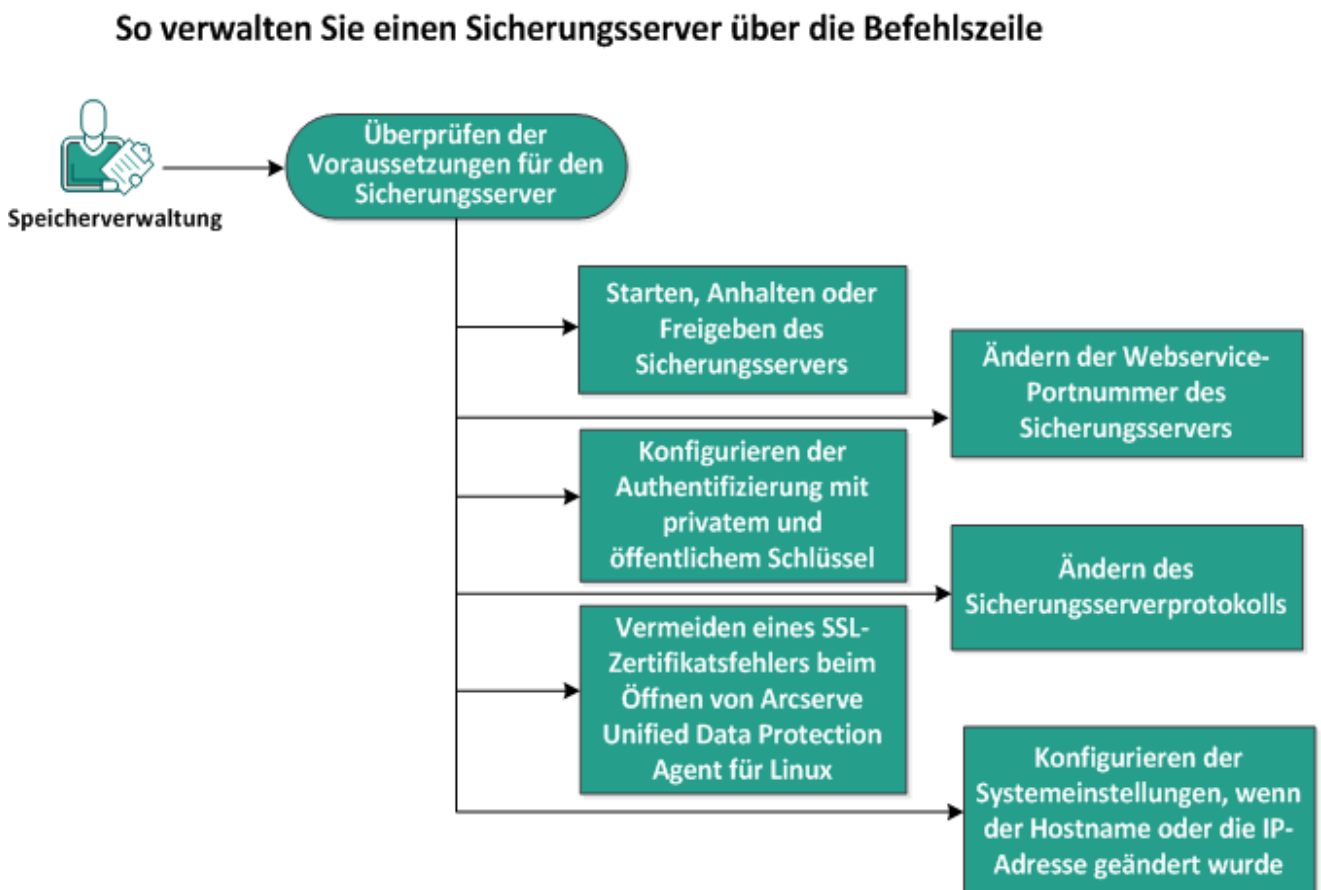 So verwalten Sie einen Sicherungsserver über die Befehlszeile
Speicherverwaltung
Überprüfen der
Voraussetzungen für den
Sicherungsserver
Starten, Anhalten oder
Freigeben des
Sicherungsservers
Ändern der Webservice-
Portnummer des
Sicherungsservers
Konfigurieren der
Authentifizierung mit
privatem und
öffentlichem Schlüssel
Ändern des
Sicherungsserverprotokolls
Vermeiden eines SSL-
Zertifikatsfehlers beim
Öffnen von Arcserve
Unified Data Protection
Agent für Linux
Konfigurieren der
Systemeinstellungen, wenn
der Hostname oder die IP-
Adresse geändert wurde